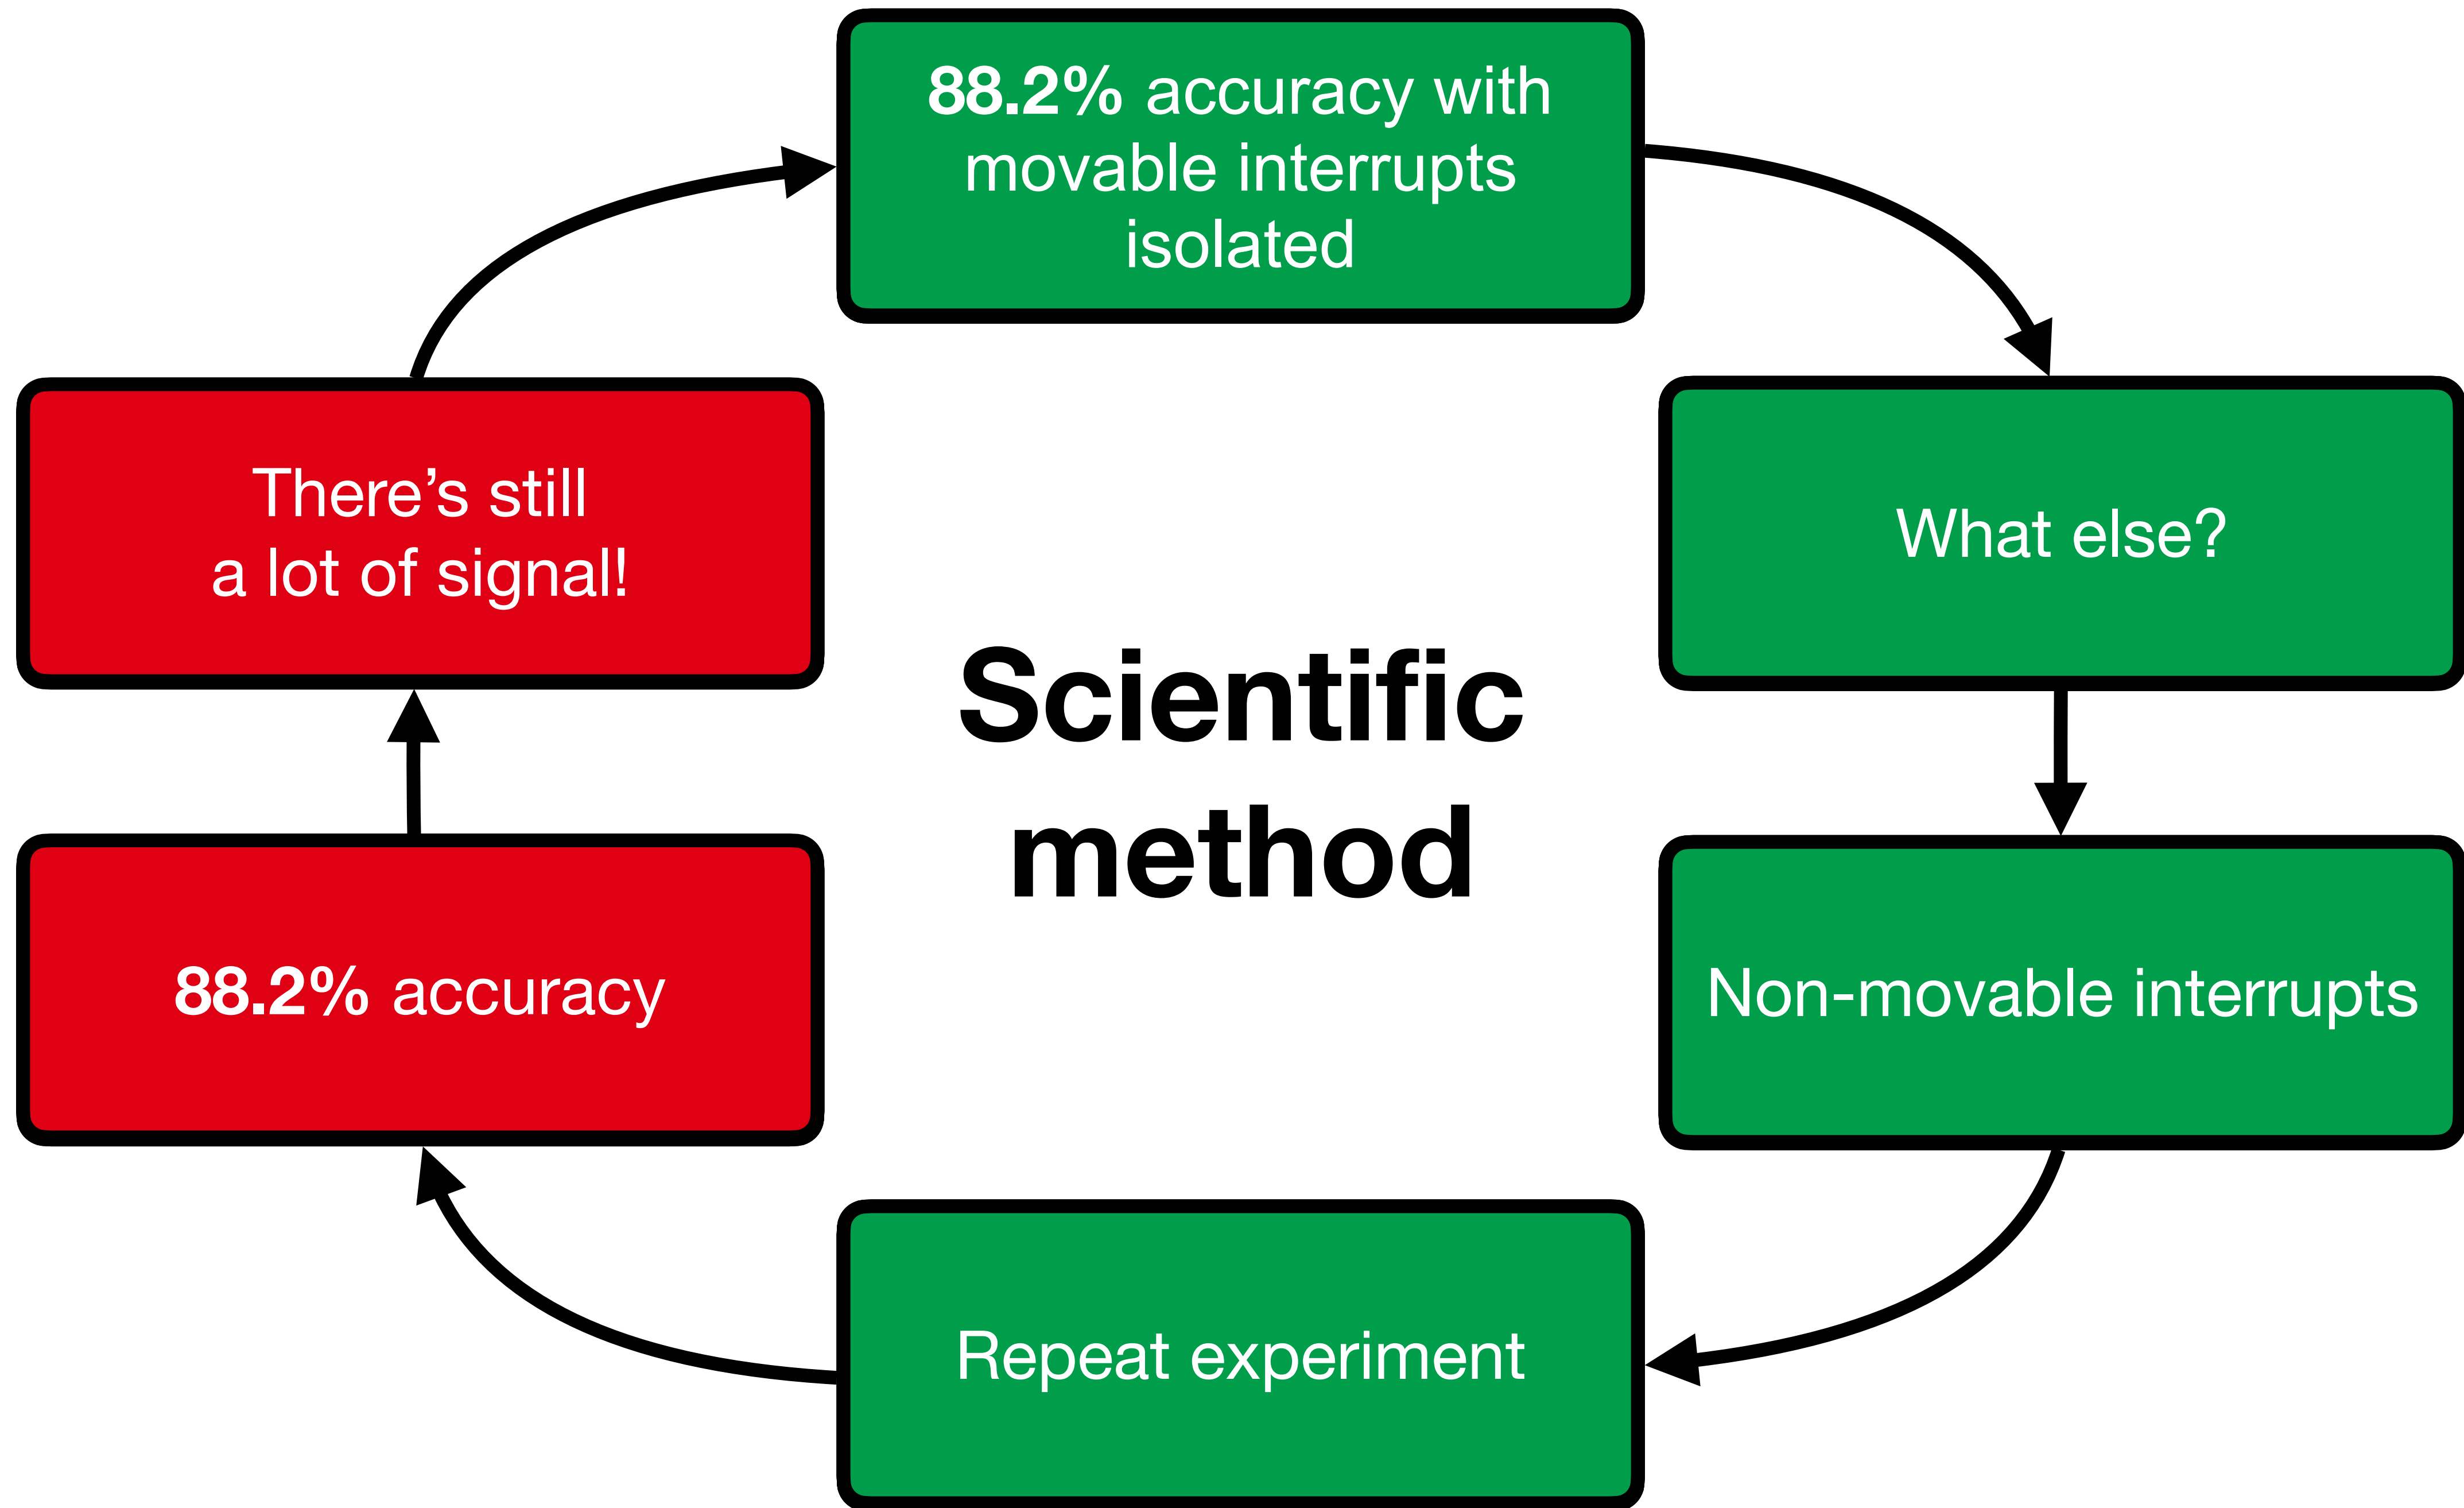 88.2% accuracy with
movable interrupts
isolated
What else?
Non-movable interrupts
Repeat experiment
88.2% accuracy
There’s still
a lot of signal!
Scientific
method